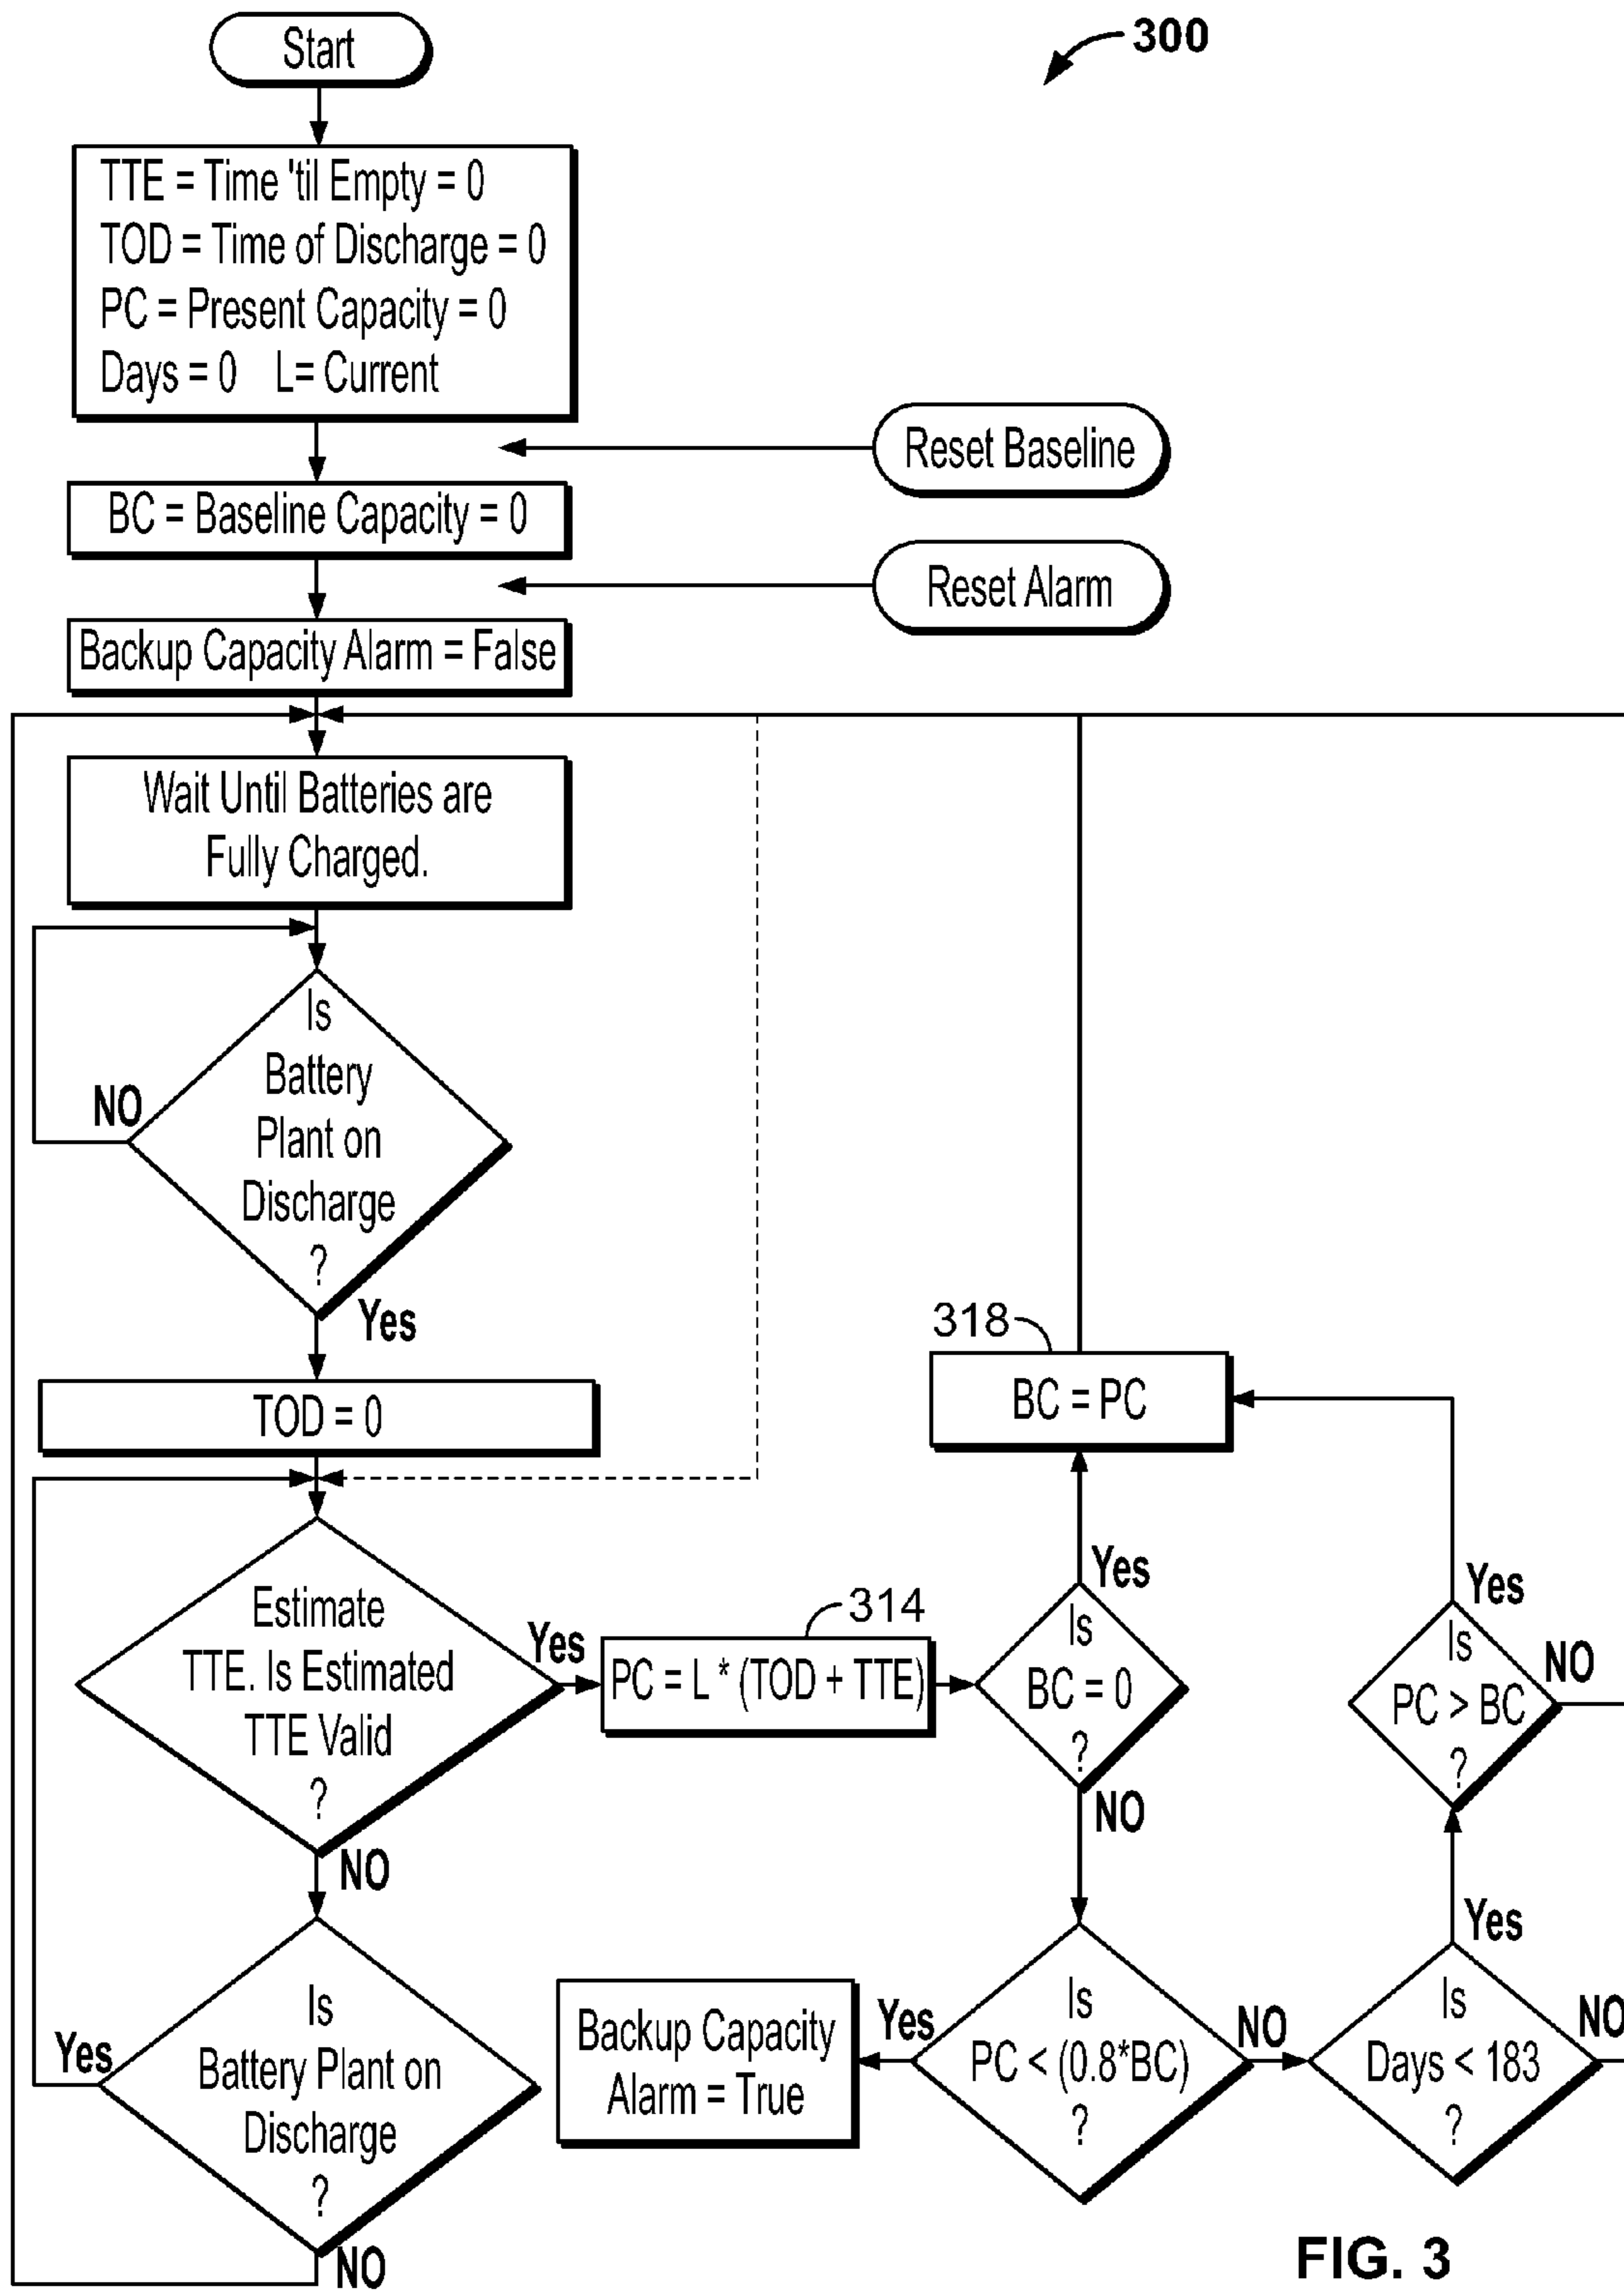 Start
300
TTE = Time 'til Empty = 0
TOD = Time of Discharge = 0
PC = Present Capacity = 0
Days = 0 L= Current
Reset Baseline
BC = Baseline Capacity = 0
Reset Alarm
Backup Capacity Alarm = False
Wait Until Batteries are
Fully Charged.
Is
Battery
Plant on
Discharge
?
NO
Yes
TOD = 0
Estimate
TTE. Is Estimated
TTE Valid
?
Yes
NO
314
PC = L * (TOD + TTE)
Is
BC = 0
?
Yes
NO
318
BC = PC
Is
PC > BC
?
Yes
NO
Is
Battery Plant on
Discharge
?
Yes
NO
Backup Capacity
Alarm = True
Yes
Is
PC < (0.8*BC)
?
NO
Is
Days < 183
?
Yes
NO
FIG. 3